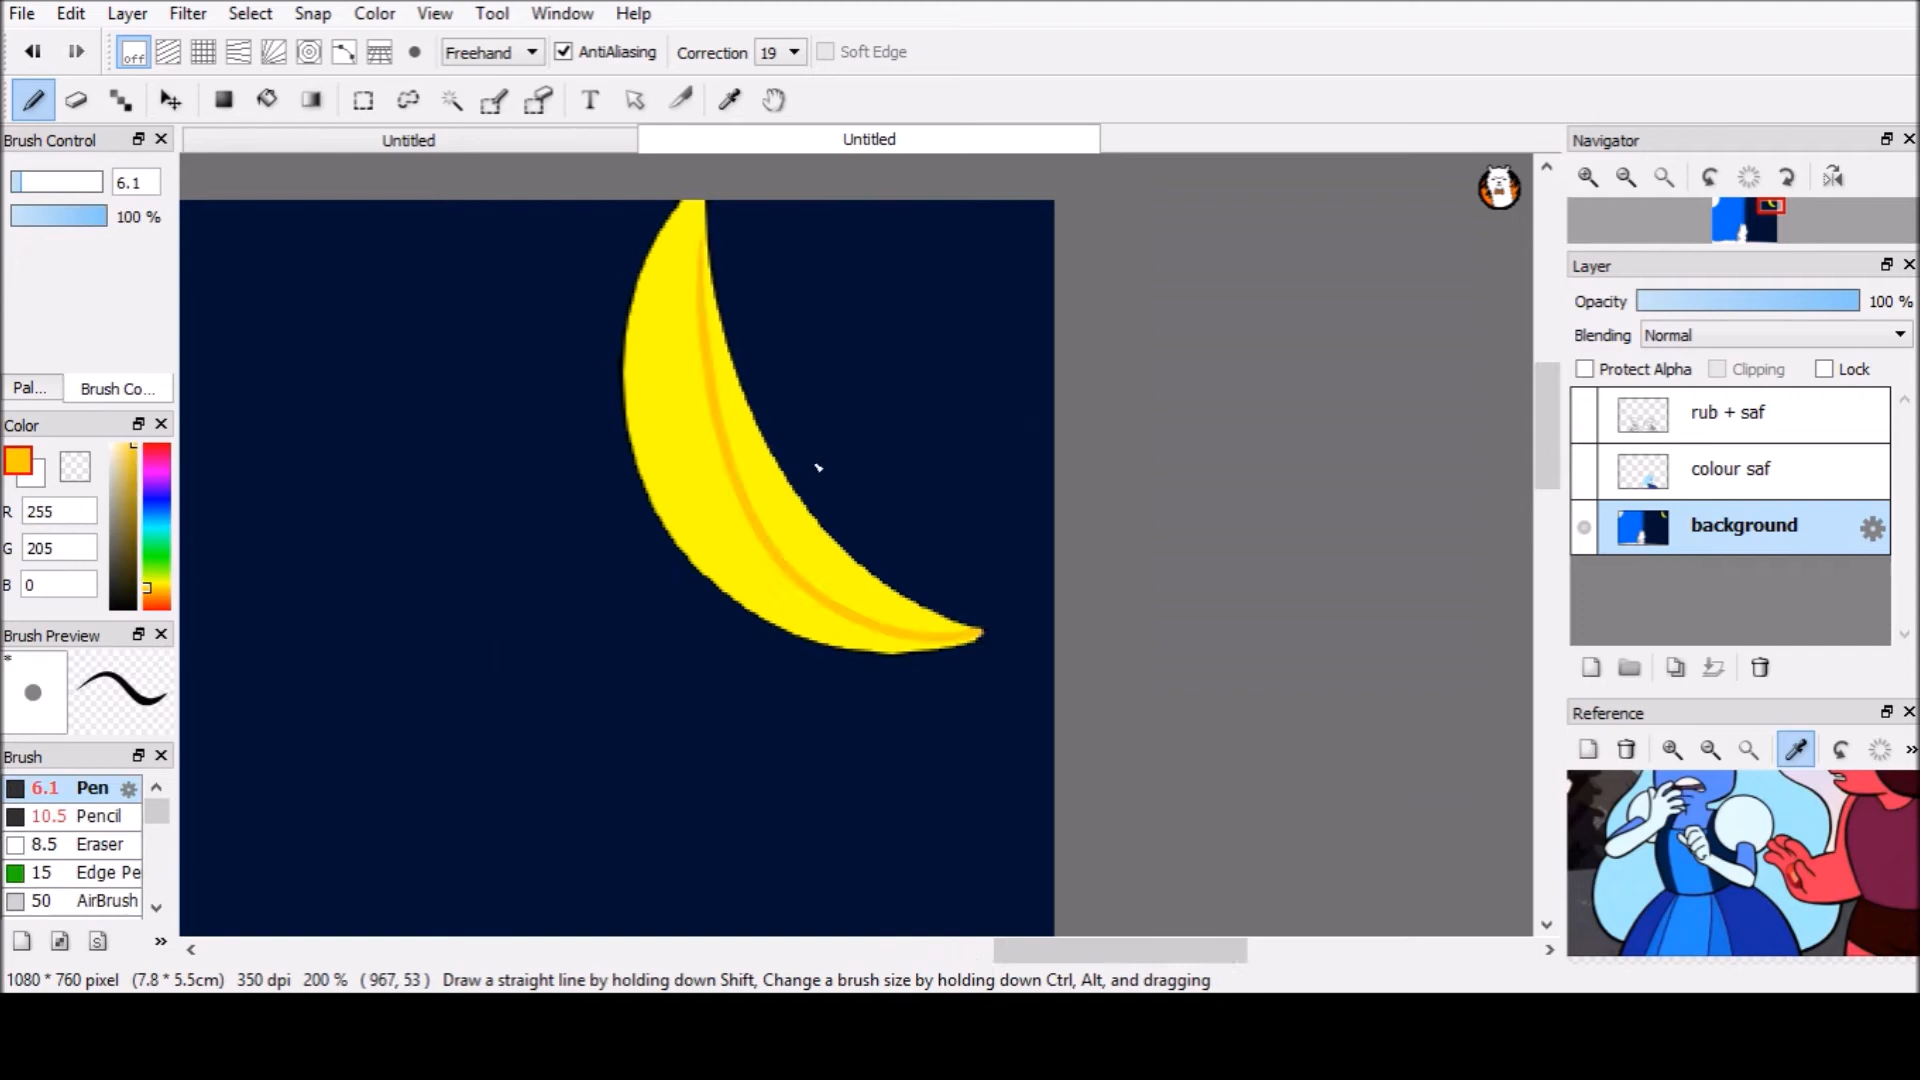 File Edit Layer Filter Select Snap Color View Tool Window Help
off Freehand AntiAliasing Correction 19 Soft Edge
T
Brush Control
6.1
100 %
Pal... Brush Co...
Color
R 255
G 205
B 0
Brush Preview
*
Brush
6.1 Pen
10.5 Pencil
8.5 Eraser
15 Edge Pe
50 AirBrush
S »
Untitled Untitled
Navigator
Layer
Opacity 100 %
Blending Normal
Protect Alpha Clipping Lock
rub + saf
colour saf
background
Reference
»
1080 * 760 pixel (7.8 * 5.5cm) 350 dpi 200 % ( 967, 53 ) Draw a straight line by holding down Shift, Change a brush size by holding down Ctrl, Alt, and dragging